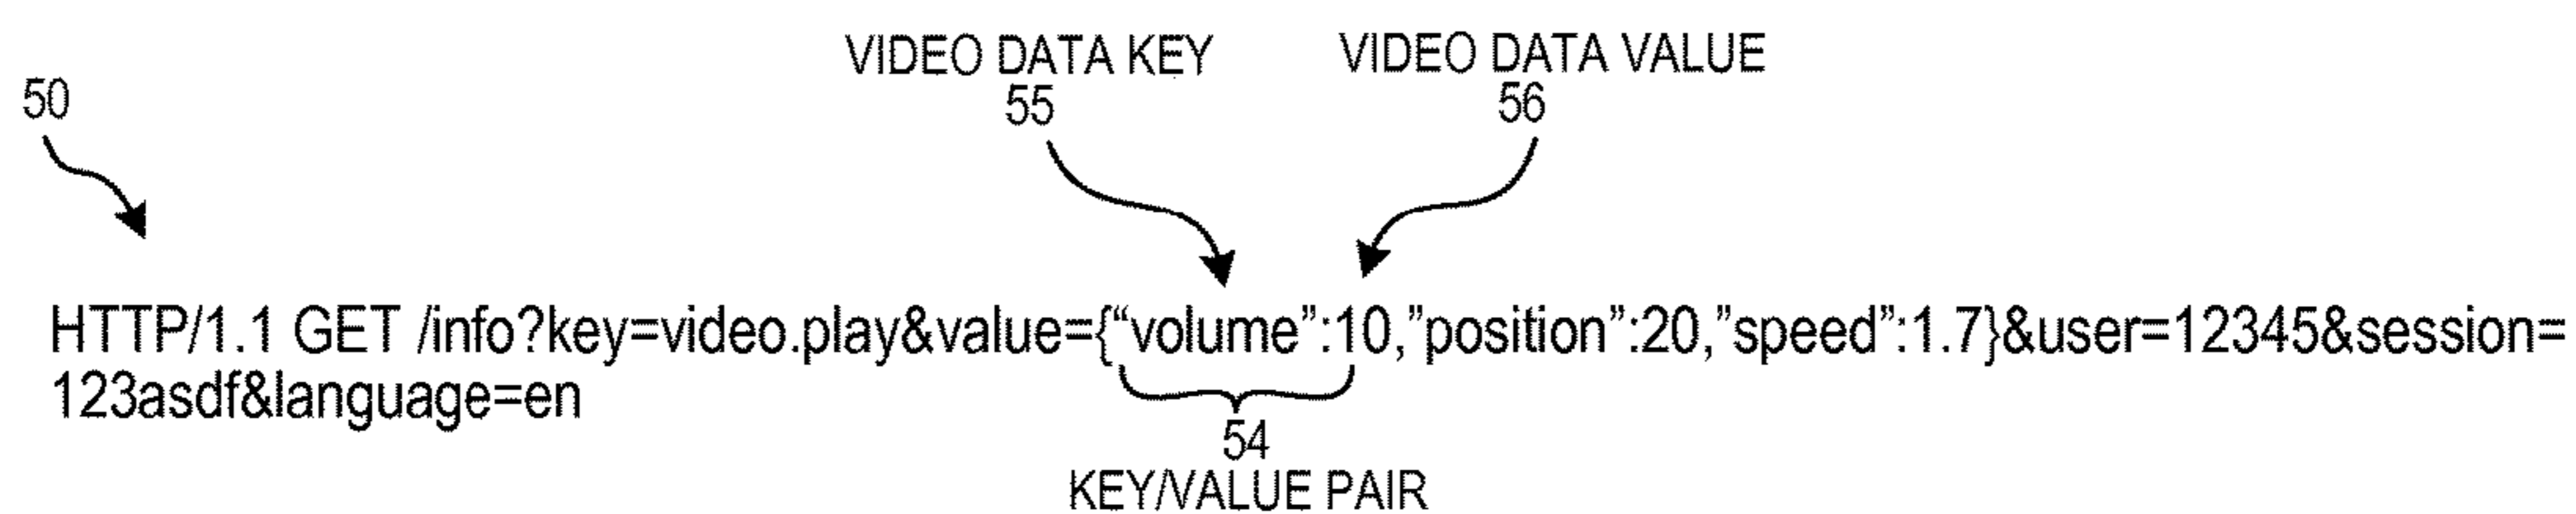 VIDEO DATA KEY
55
VIDEO DATA VALUE
56
50
HTTP/1.1 GET /info?key=video.play&value={“volume”:10,”position”:20,”speed”:1.7}&user=12345&session=
123asdf&language=en
54
KEY/VALUE PAIR